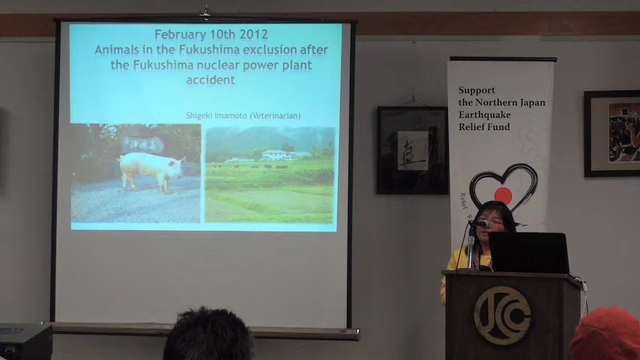 February 10th 2012
Animals in the Fukushima exclusion after
the Fukushima nuclear power plant
accident
Shigeki Imamoto (Veterinarian)
Support
the Northern Japan
Earthquake
Relief Fund
JCC